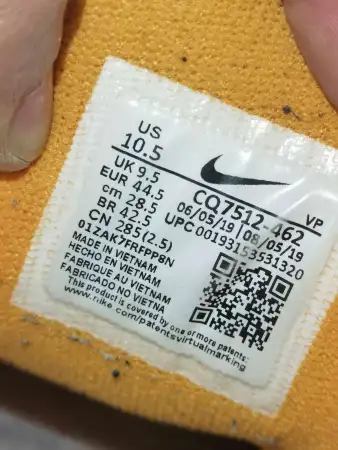 US
10.5
UK 9.5
EUR 44.5
cm 28.5
BR 42.5
CN 285(2.5)
01ZAK7FRFPP8N
MADE IN VIETNAM
HECHO EN VIETNAM
FABRIQUE AU VIETNAM
FABRICADO NO VIETNA
This product is covered by one or more patents:
www.nike.com/patentsvirtualmarking
CQ7512-462 VP
06/05/19 | 08/05/19
UPC 00193153531320